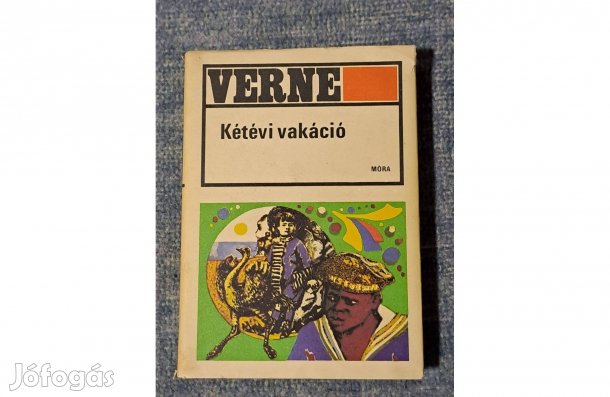 VERNE
Kétévi vakáció
MÓRA
Jófogás